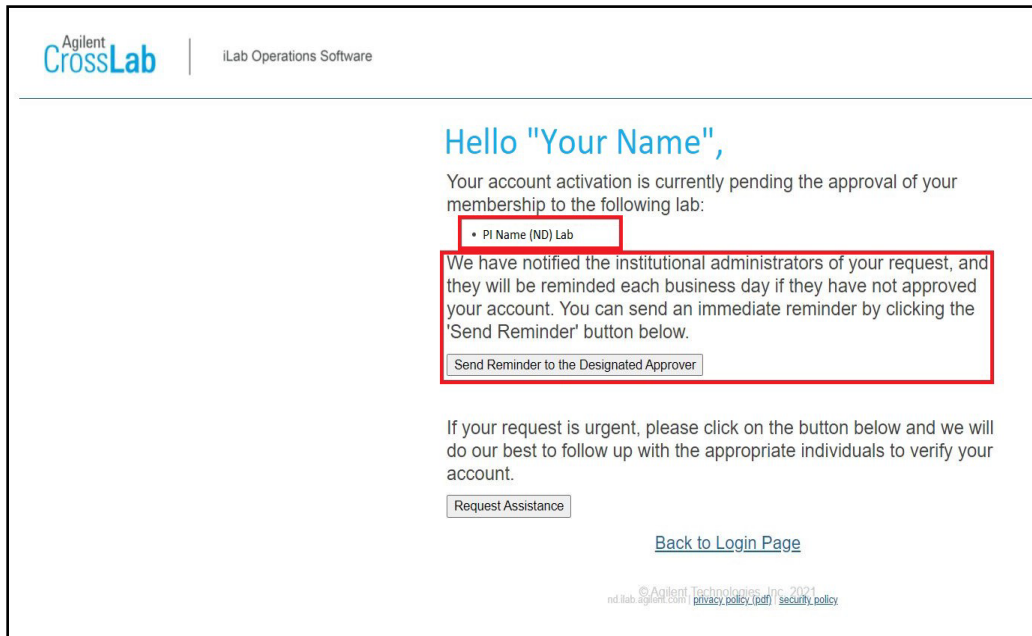 Agilent
CrossLab
iLab Operations Software
Hello "Your Name",
Your account activation is currently pending the approval of your
membership to the following lab:
• PI Name (ND) Lab
We have notified the institutional administrators of your request, and
they will be reminded each business day if they have not approved
your account. You can send an immediate reminder by clicking the
'Send Reminder' button below.
Send Reminder to the Designated Approver
If your request is urgent, please click on the button below and we will
do our best to follow up with the appropriate individuals to verify your
account.
Request Assistance
Back to Login Page
© Agilent Technologies, Inc. 2021
nd.ilab.agilent.com | privacy policy (pdf) | security policy